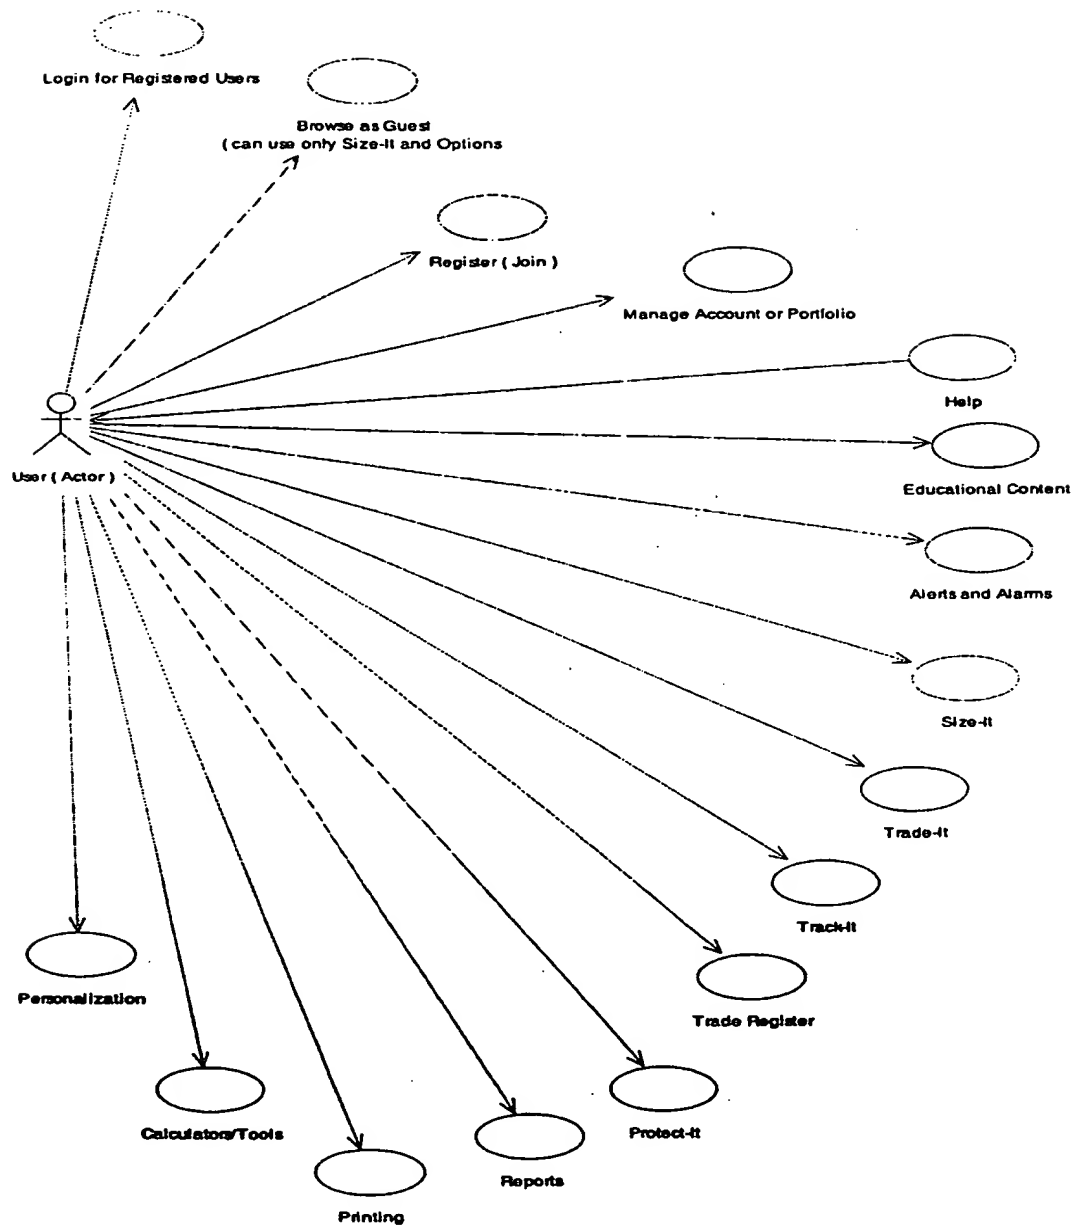 Login for Registered Users
Browse as Guest
( can use only Size-It and Options
Register ( Join )
Manage Account or Portfolio
Help
User ( Actor )
Educational Content
Alerts and Alarms
Size-It
Trade-It
Track-It
Personalization
Trade Register
Calculators/Tools
Protect-It
Reports
Printing